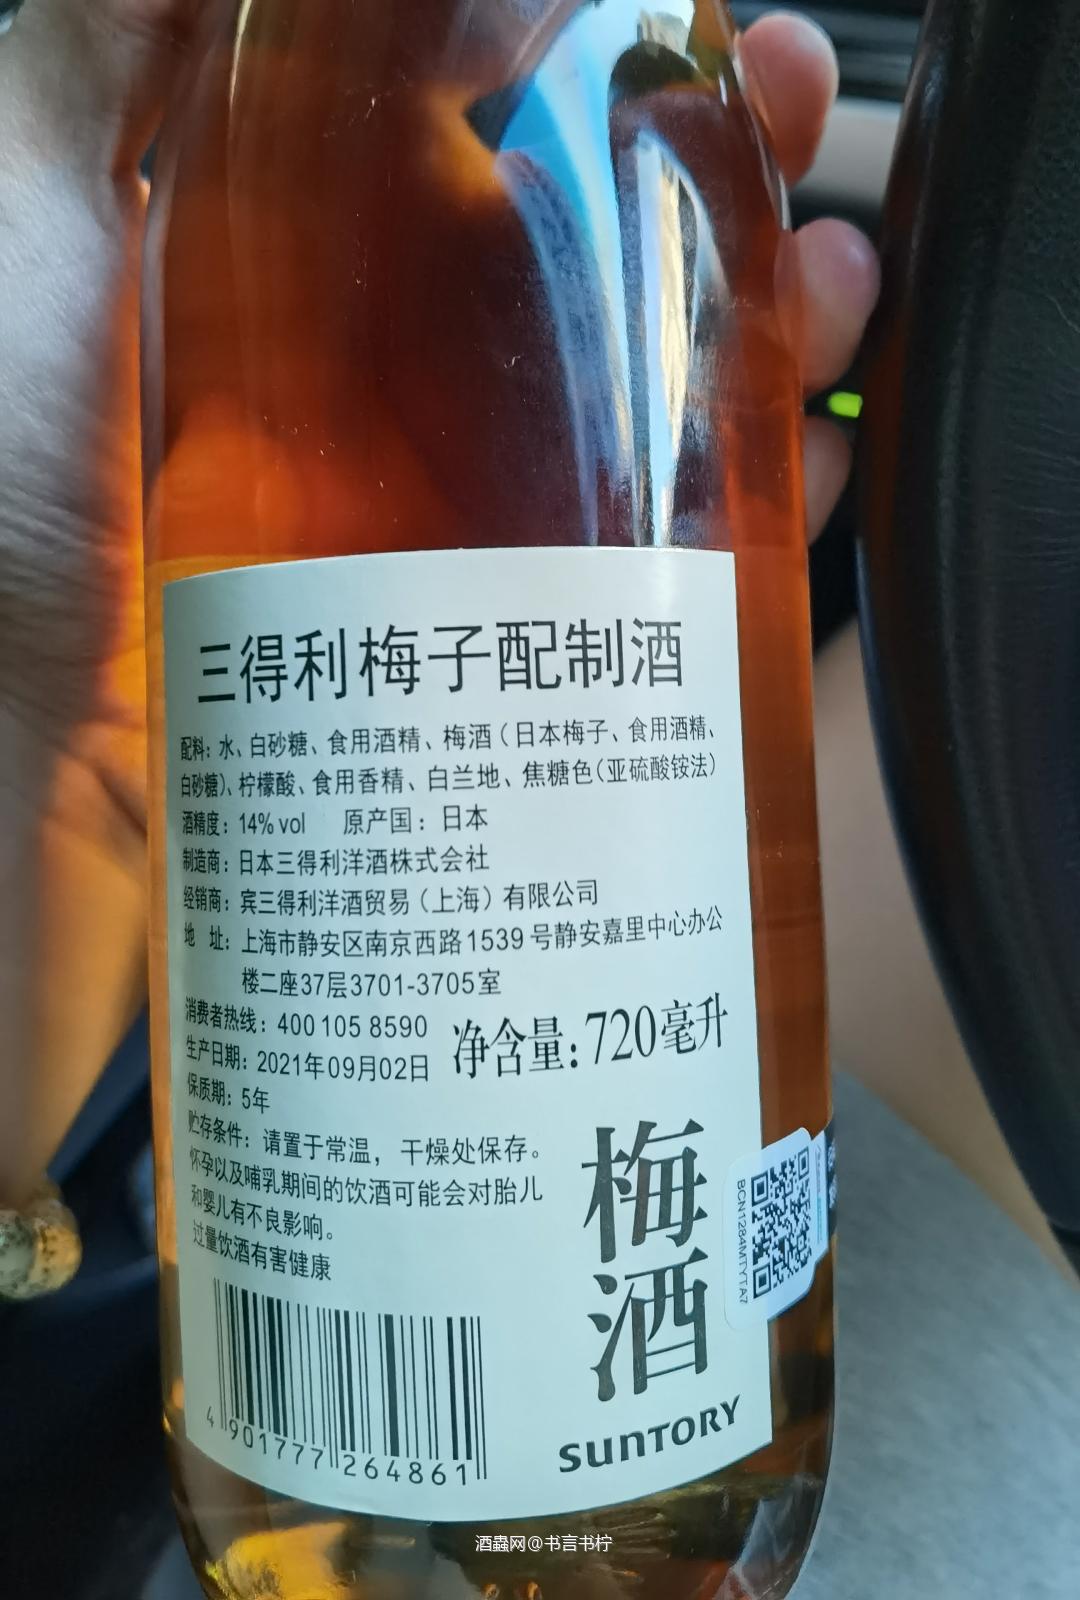 三得利梅子配制酒
配料：水、白砂糖、食用酒精、梅酒（日本梅子、食用酒精、
白砂糖）、柠檬酸、食用香精、白兰地、焦糖色（亚硫酸铵法）
酒精度：14% vol 原产国：日本
制造商：日本三得利洋酒株式会社
经销商：宾三得利洋酒贸易（上海）有限公司
地 址：上海市静安区南京西路1539号静安嘉里中心办公
楼二座37层3701-3705室
消费者热线：400 105 8590
净含量：720毫升
生产日期：2021年09月02日
保质期：5年
贮存条件：请置于常温，干燥处保存。
怀孕以及哺乳期间的饮酒可能会对胎儿
和婴儿有不良影响。
过量饮酒有害健康
梅酒
SUNTORY
BCN1284MTYTA7
4 901777 264861
酒蟲网@书言书柠